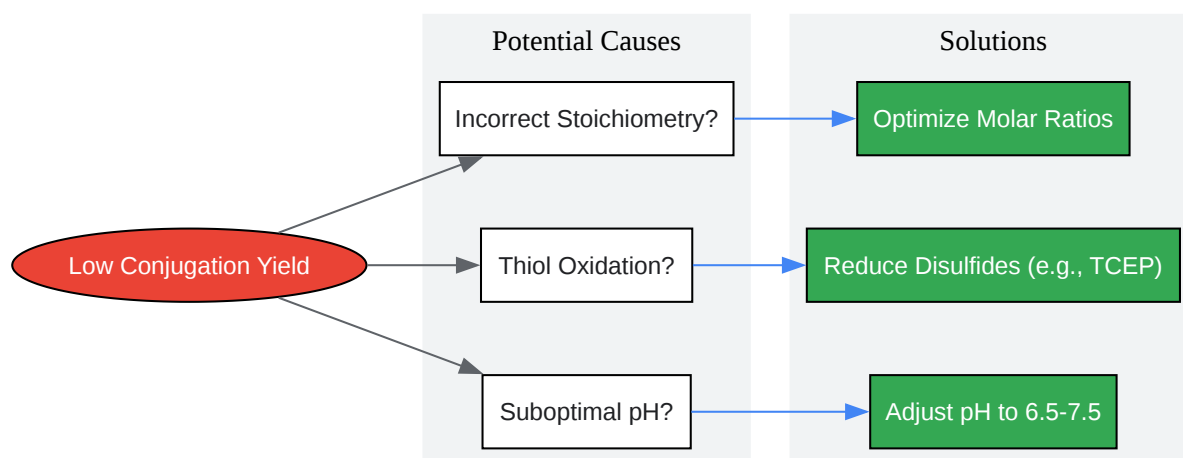 Potential Causes
Solutions
Incorrect Stoichiometry?
Optimize Molar Ratios
Low Conjugation Yield
Thiol Oxidation?
Reduce Disulfides (e.g., TCEP)
Suboptimal pH?
Adjust pH to 6.5-7.5